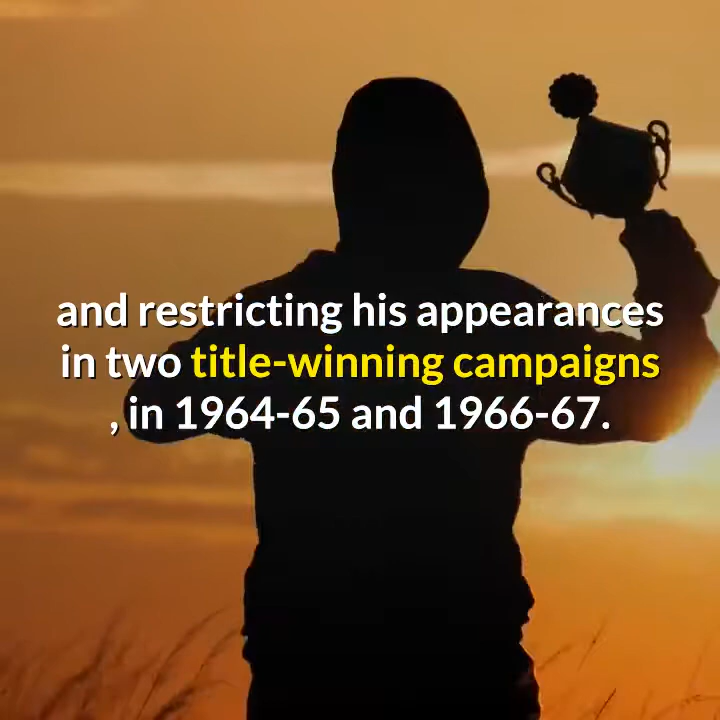 and restricting his appearances
in two title-winning campaigns
, in 1964-65 and 1966-67.